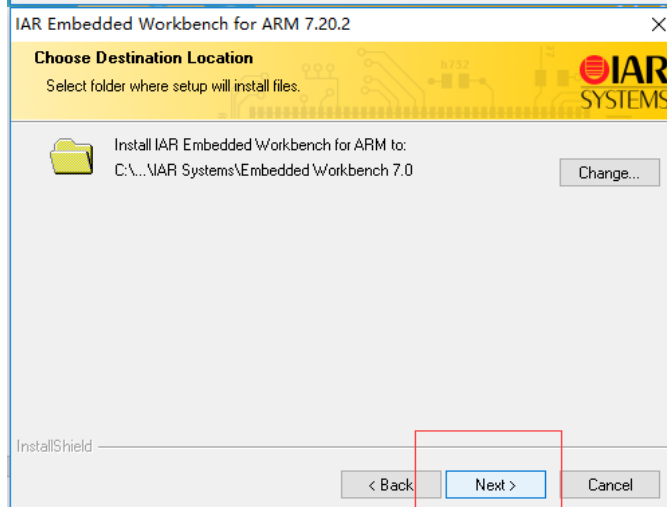 IAR Embedded Workbench for ARM 7.20.2
Choose Destination Location
Select folder where setup will install files.
h732
IAR
SYSTEMS
Install IAR Embedded Workbench for ARM to:
C:\...\IAR Systems\Embedded Workbench 7.0
Change...
InstallShield
< Back
Next >
Cancel